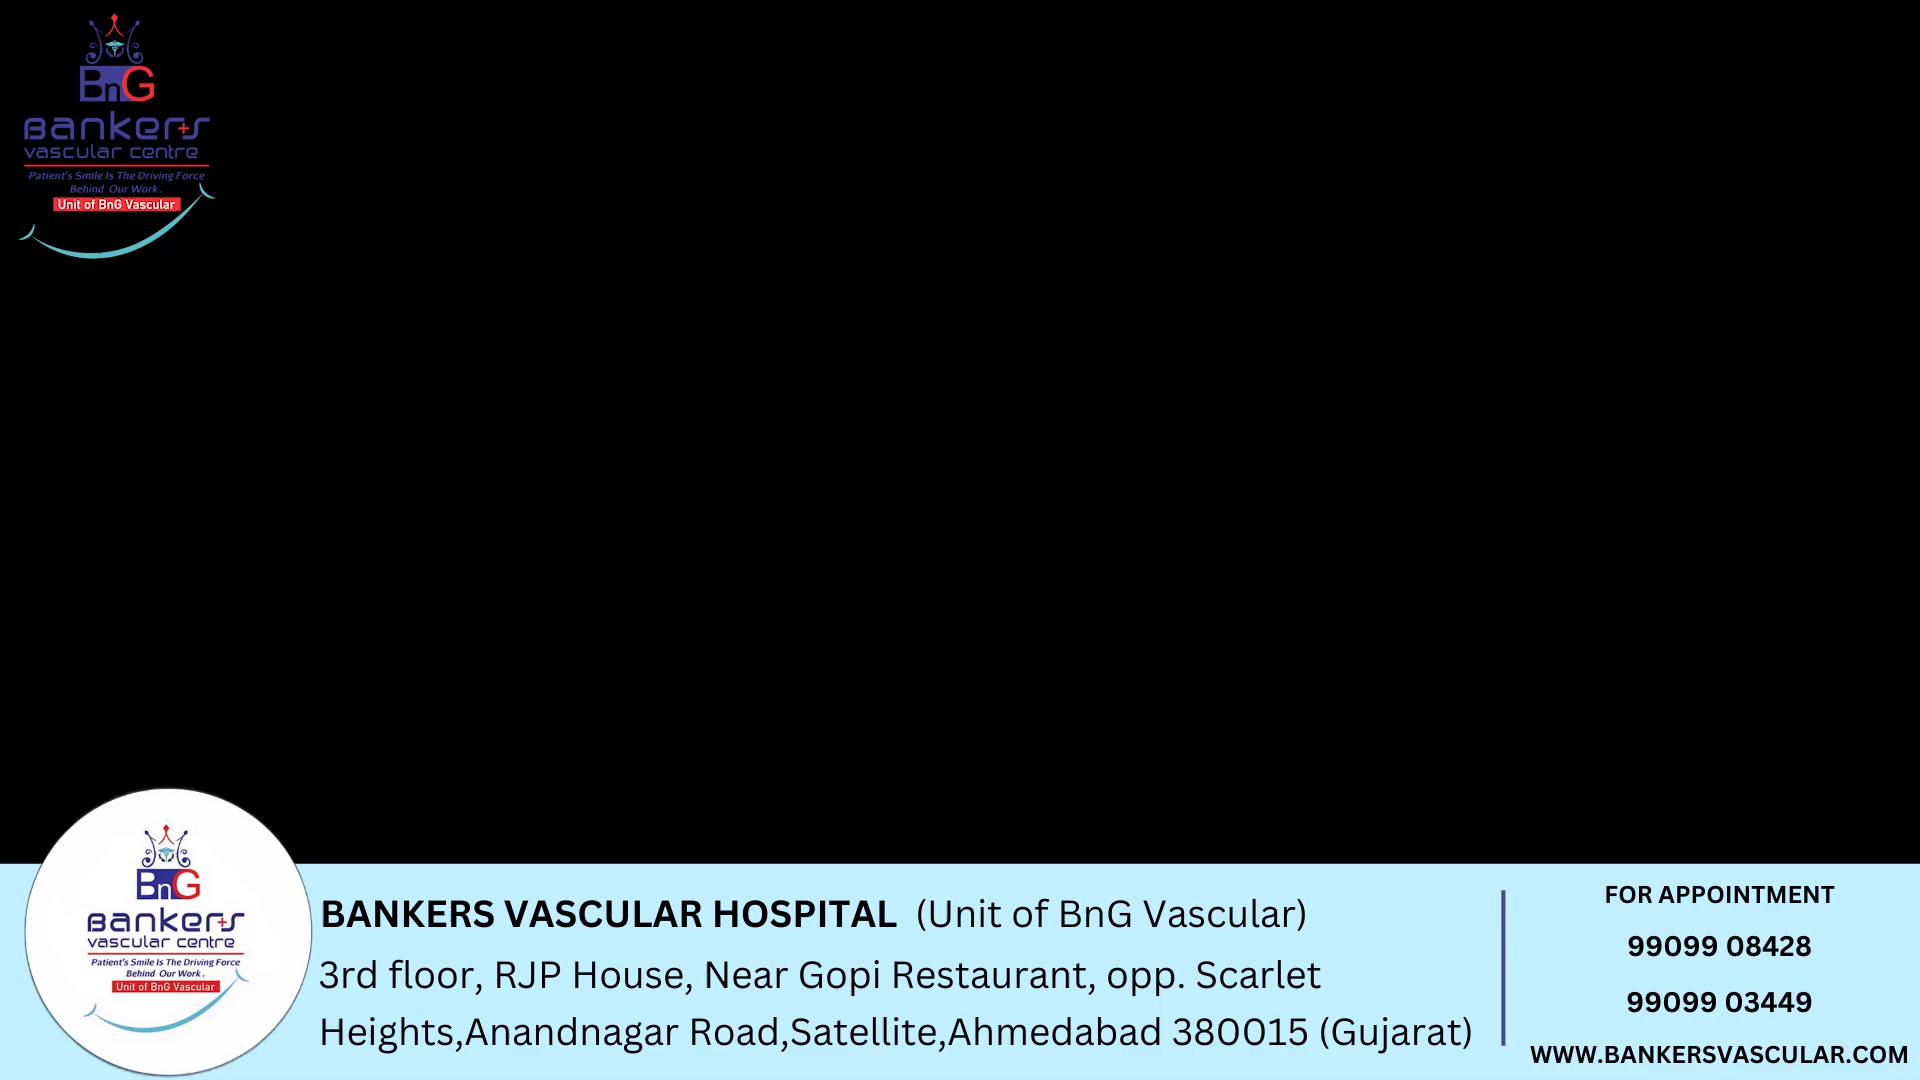 BnG
Bankers
vascular centre
Patient's Smile Is The Driving Force
Behind Our Work.
Unit of BnG Vascular
BnG
Bankers
vascular centre
Patient's Smile Is The Driving Force
Behind Our Work.
Unit of BnG Vascular
BANKERS VASCULAR HOSPITAL (Unit of BnG Vascular)
3rd floor, RJP House, Near Gopi Restaurant, opp. Scarlet
Heights,Anandnagar Road,Satellite,Ahmedabad 380015 (Gujarat)
FOR APPOINTMENT
99099 08428
99099 03449
WWW.BANKERSVASCULAR.COM